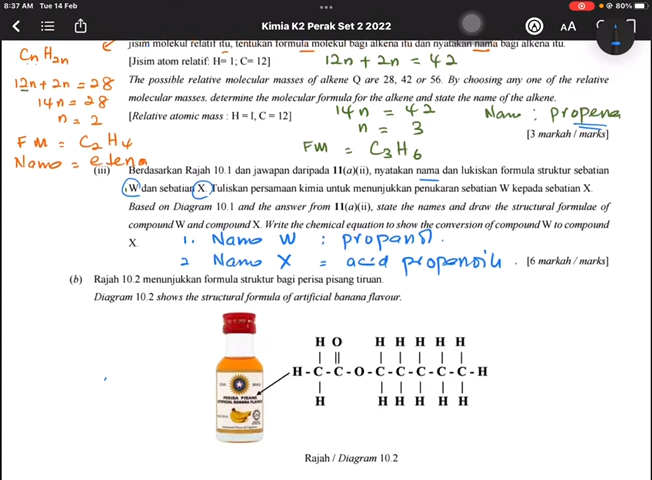 8:37 AM Tue 14 Feb
80%
Kimia K2 Perak Set 2 2022
AA
jisim molekul relatif itu, tentukan formula molekul bagi alkena itu dan nyatakan nama bagi alkena itu.
Cn H2n
[Jisim atom relatif: H= 1; C= 12]
12n + 2n = 42
12n + 2n = 28
The possible relative molecular masses of alkene Q are 28, 42 or 56. By choosing any one of the relative
14n = 28
molecular masses, determine the molecular formula for the alkene and state the name of the alkene.
14n = 42
n = 2
[Relative atomic mass : H = 1, C = 12]
Nama : propena
n = 3
[3 markah / marks]
FM = C2H4
FM = C3H6
Nama = etena
(iii) Berdasarkan Rajah 10.1 dan jawapan daripada 11(a)(ii), nyatakan nama dan lukiskan formula struktur sebatian
W dan sebatian X. Tuliskan persamaan kimia untuk menunjukkan penukaran sebatian W kepada sebatian X.
Based on Diagram 10.1 and the answer from 11(a)(ii), state the names and draw the structural formulae of
compound W and compound X. Write the chemical equation to show the conversion of compound W to compound
X.
1. Nama W : propanol.
2 Nama X = acid propanoik.
[6 markah / marks]
(b) Rajah 10.2 menunjukkan formula struktur bagi perisa pisang tiruan.
Diagram 10.2 shows the structural formula of artificial banana flavour.
H O H H H H H
| || | | | | |
H - C - C - O - C - C - C - C - C - H
| | | | | |
H H H H H H
PERISA PISANG
ARTIFICIAL BANANA FLAVOUR
Rajah / Diagram 10.2